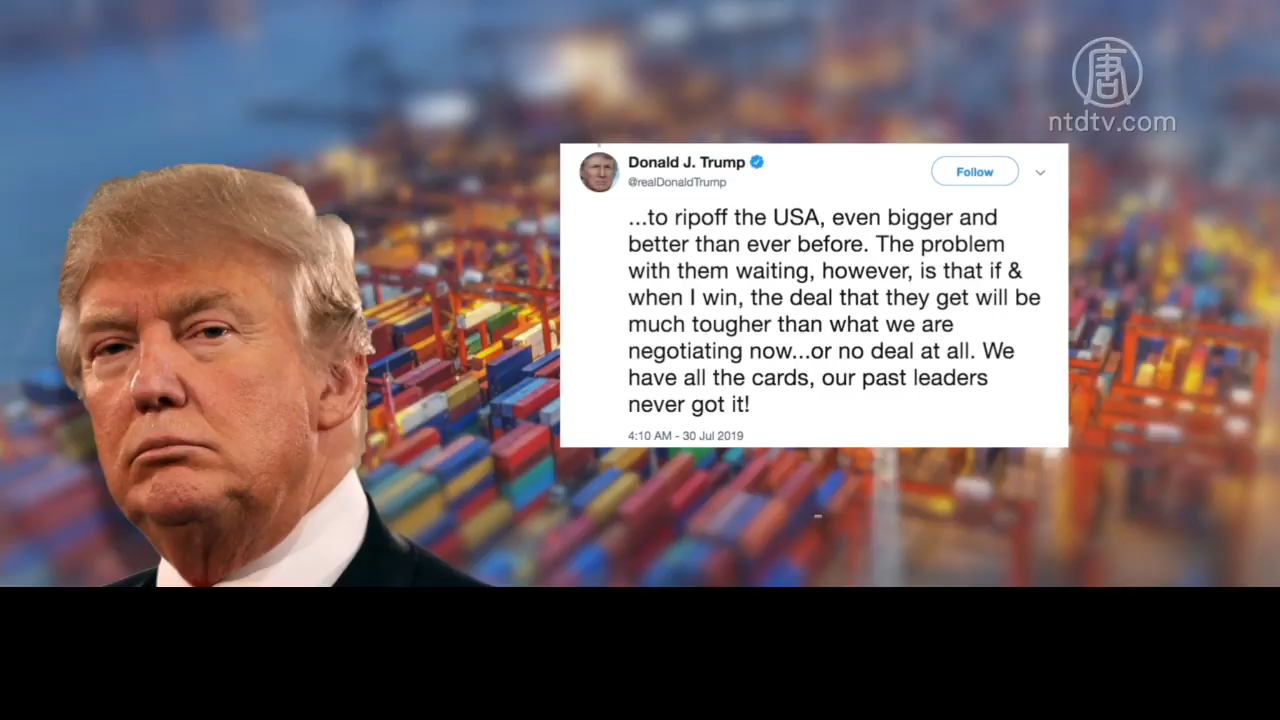 唐
ntdtv.com
Donald J. Trump
@realDonaldTrump
Follow
...to ripoff the USA, even bigger and
better than ever before. The problem
with them waiting, however, is that if &
when I win, the deal that they get will be
much tougher than what we are
negotiating now...or no deal at all. We
have all the cards, our past leaders
never got it!
4:10 AM - 30 Jul 2019